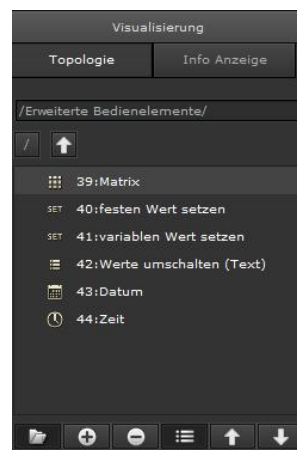 Visualisierung
Topologie Info Anzeige
/Erweiterte Bedienelemente/
/
39:Matrix
SET 40:festen Wert setzen
SET 41:variablen Wert setzen
42:Werte umschalten (Text)
43:Datum
44:Zeit